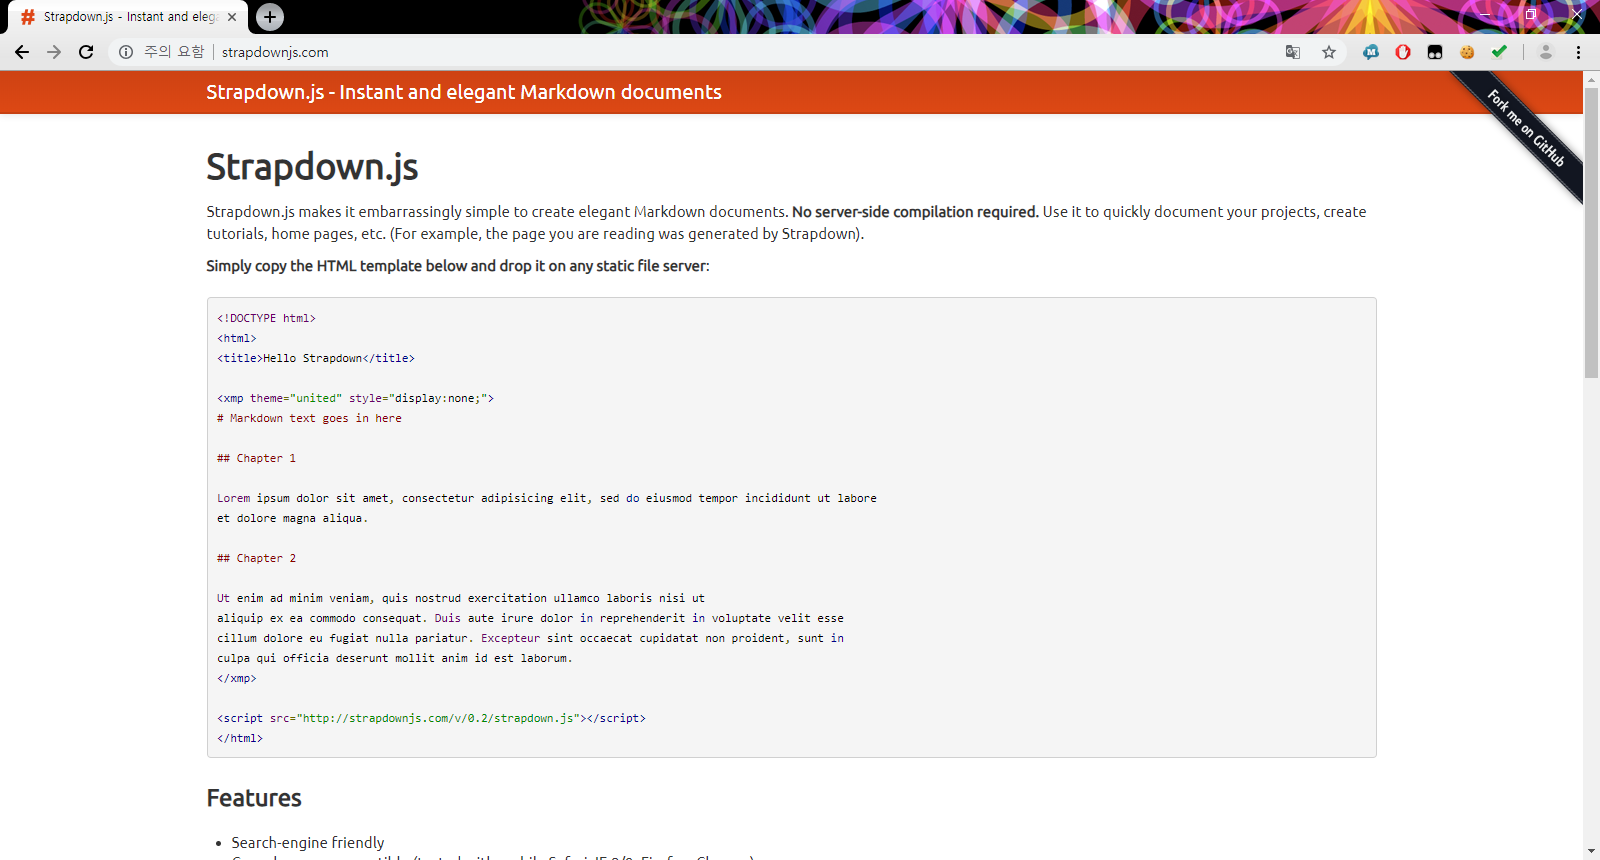 Strapdown.js - Instant and eleg
주의 요함
strapdownjs.com
Strapdown.js - Instant and elegant Markdown documents
Fork me on GitHub
Strapdown.js
Strapdown.js makes it embarrassingly simple to create elegant Markdown documents. No server-side compilation required. Use it to quickly document your projects, create
tutorials, home pages, etc. (For example, the page you are reading was generated by Strapdown).
Simply copy the HTML template below and drop it on any static file server:
<!DOCTYPE html>
<html>
<title>Hello Strapdown</title>
<xmp theme="united" style="display:none;">
# Markdown text goes in here
## Chapter 1
Lorem ipsum dolor sit amet, consectetur adipisicing elit, sed do eiusmod tempor incididunt ut labore
et dolore magna aliqua.
## Chapter 2
Ut enim ad minim veniam, quis nostrud exercitation ullamco laboris nisi ut
aliquip ex ea commodo consequat. Duis aute irure dolor in reprehenderit in voluptate velit esse
cillum dolore eu fugiat nulla pariatur. Excepteur sint occaecat cupidatat non proident, sunt in
culpa qui officia deserunt mollit anim id est laborum.
</xmp>
<script src="http://strapdownjs.com/v/0.2/strapdown.js"></script>
</html>
Features
Search-engine friendly